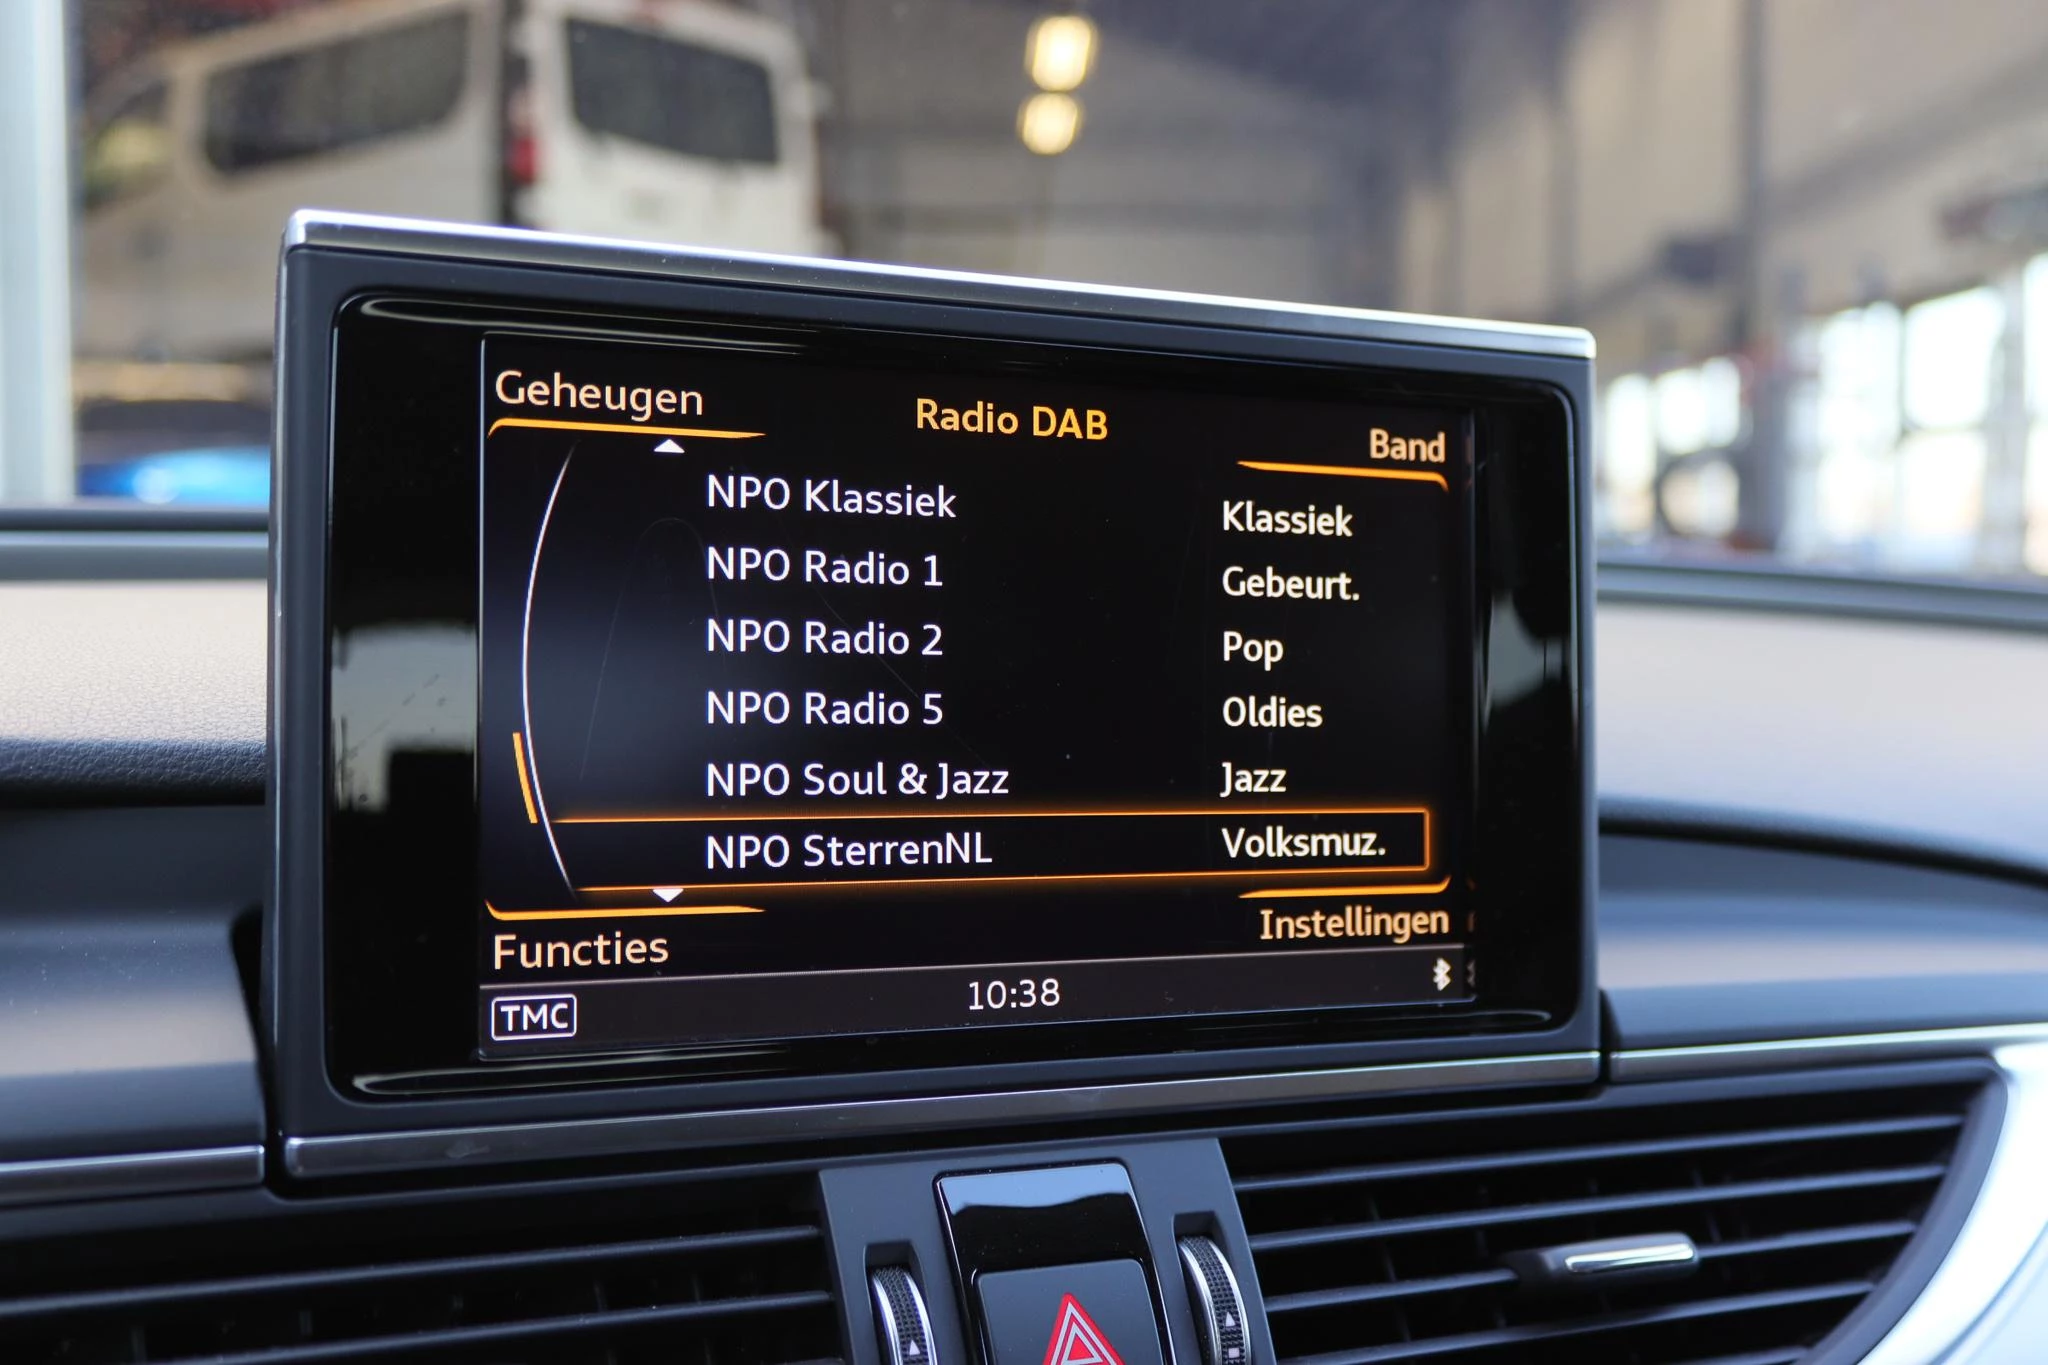 Geheugen
Radio DAB
Band
NPO Klassiek Klassiek
NPO Radio 1 Gebeurt.
NPO Radio 2 Pop
NPO Radio 5 Oldies
NPO Soul & Jazz Jazz
NPO SterrenNL Volksmuz.
Functies
Instellingen
TMC
10:38